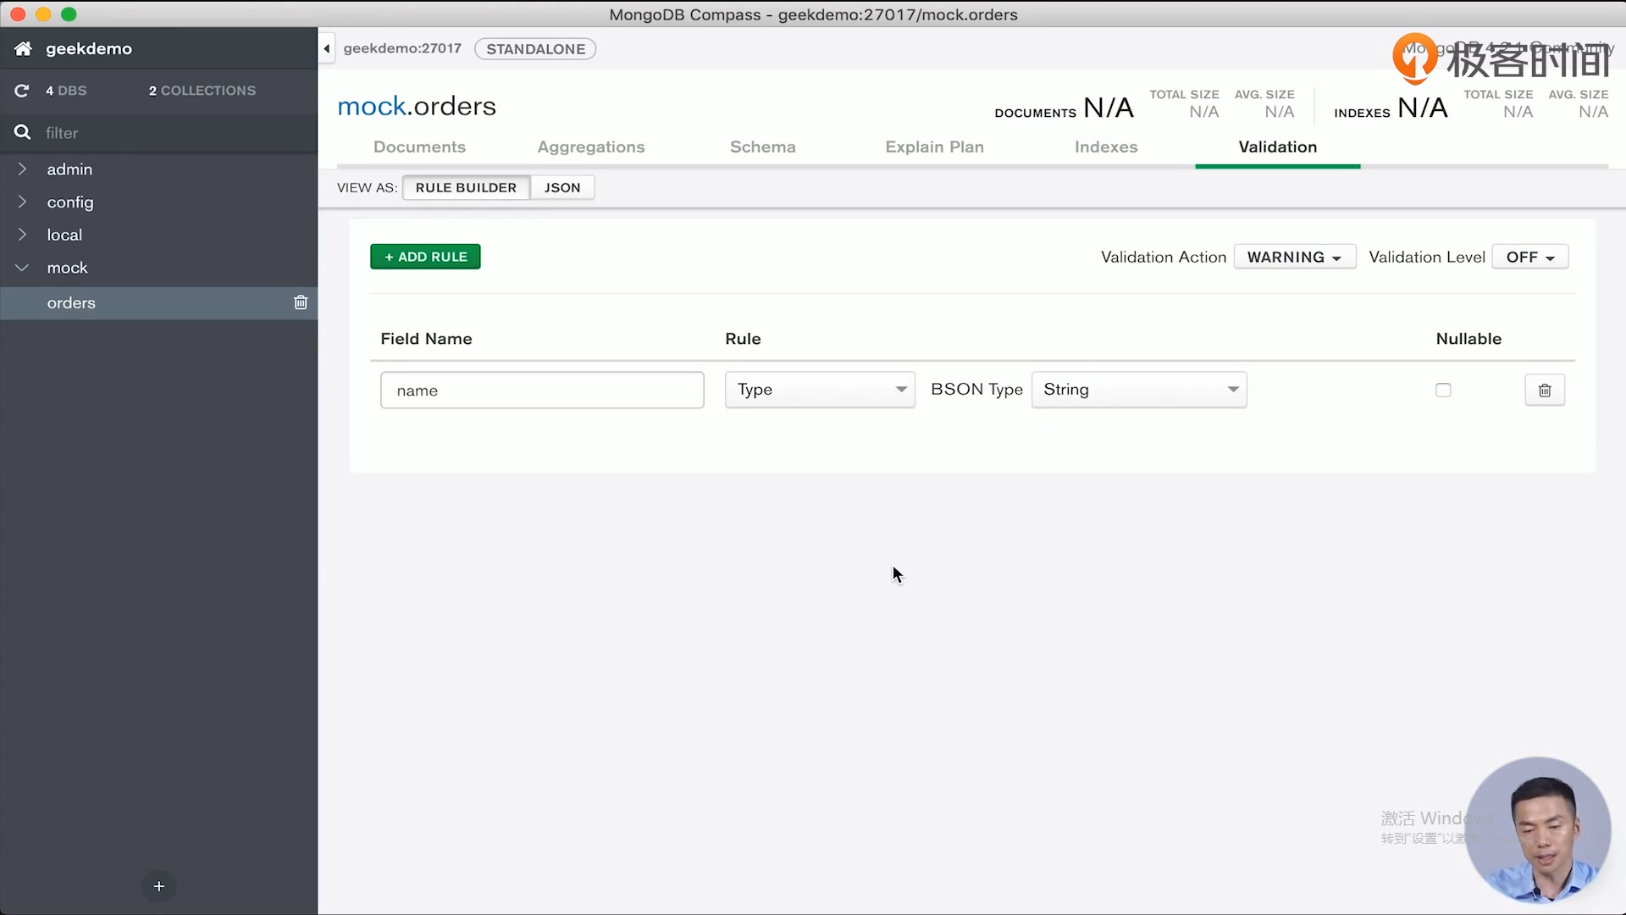 MongoDB Compass - geekdemo:27017/mock.orders
geekdemo
geekdemo:27017
STANDALONE
MongoDB 4.2.1 Community
极客时间
4 DBS
2 COLLECTIONS
filter
mock.orders
DOCUMENTS N/A
TOTAL SIZE
N/A
AVG. SIZE
N/A
INDEXES N/A
TOTAL SIZE
N/A
AVG. SIZE
N/A
Documents
Aggregations
Schema
Explain Plan
Indexes
Validation
admin
config
local
mock
orders
VIEW AS:
RULE BUILDER
JSON
+ ADD RULE
Validation Action
WARNING
Validation Level
OFF
Field Name
Rule
Nullable
name
Type
BSON Type
String
激活 Windows
转到"设置"以激
+